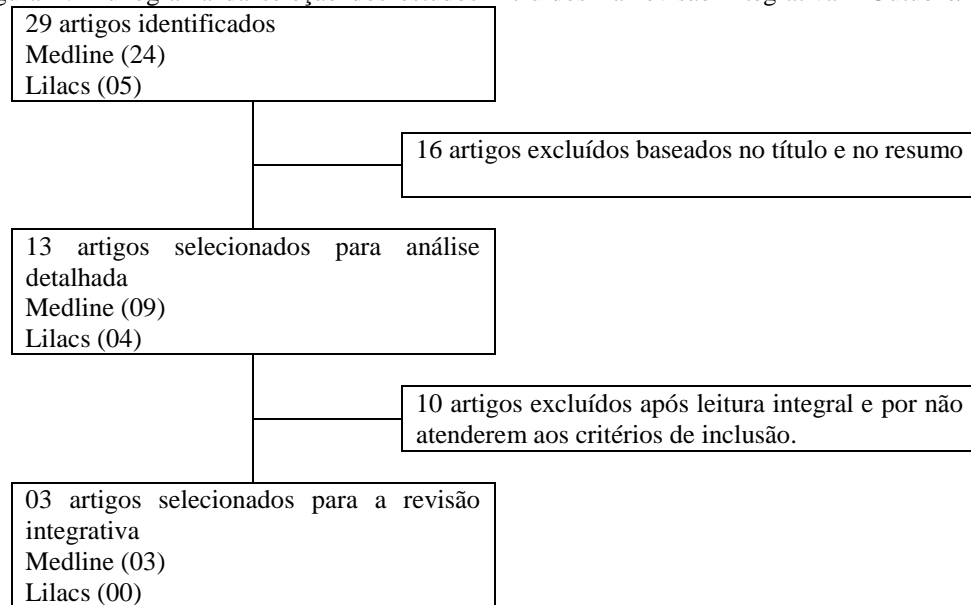 29 artigos identificados
Medline (24)
Lilacs (05)
16 artigos excluídos baseados no título e no resumo
13 artigos selecionados para análise
detalhada
Medline (09)
Lilacs (04)
10 artigos excluídos após leitura integral e por não
atenderem aos critérios de inclusão.
03 artigos selecionados para a revisão
integrativa
Medline (03)
Lilacs (00)